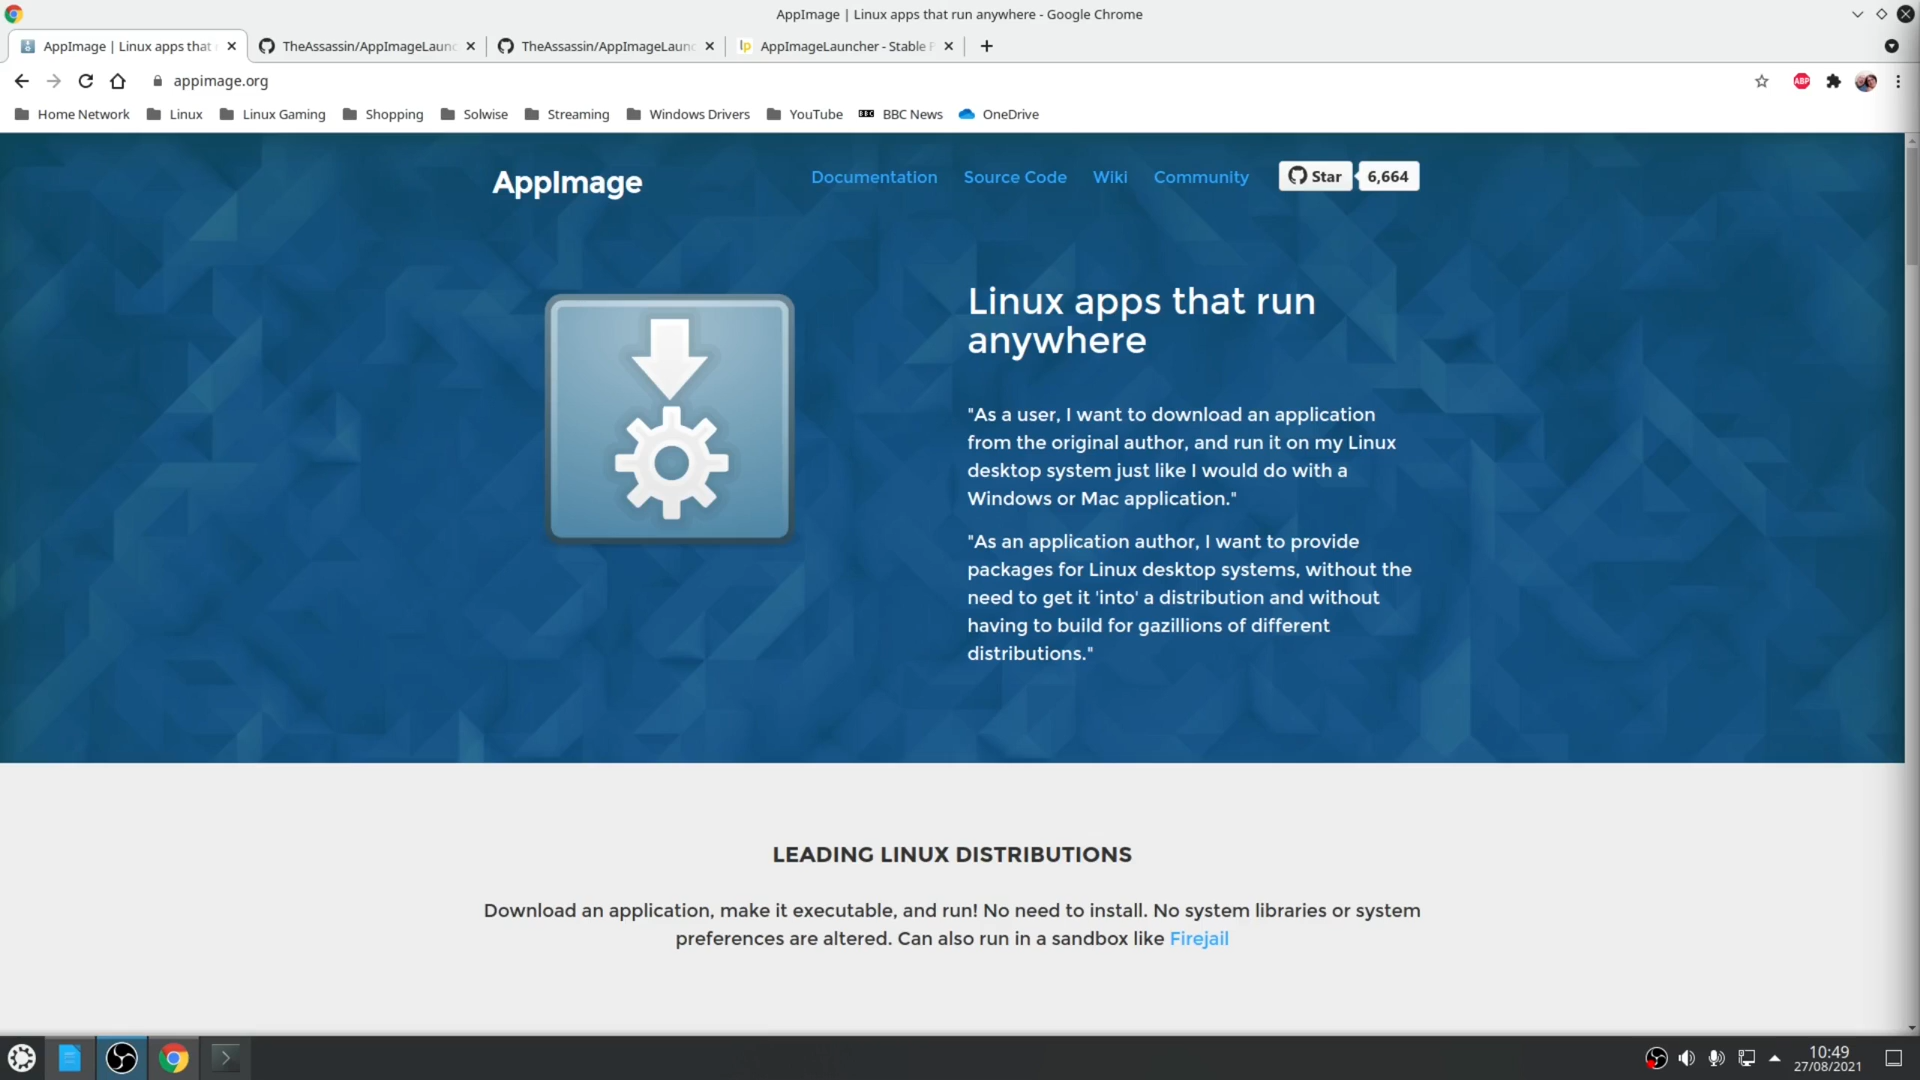 AppImage | Linux apps that run anywhere - Google Chrome
AppImage | Linux apps that
TheAssassin/AppImageLaunc
TheAssassin/AppImageLaunc
lp AppImageLauncher - Stable
appimage.org
ABP
Home Network
Linux
Linux Gaming
Shopping
Solwise
Streaming
Windows Drivers
YouTube
BBC BBC News
OneDrive
AppImage
Documentation
Source Code
Wiki
Community
Star
6,664
Linux apps that run
anywhere
"As a user, I want to download an application
from the original author, and run it on my Linux
desktop system just like I would do with a
Windows or Mac application."
"As an application author, I want to provide
packages for Linux desktop systems, without the
need to get it 'into' a distribution and without
having to build for gazillions of different
distributions."
LEADING LINUX DISTRIBUTIONS
Download an application, make it executable, and run! No need to install. No system libraries or system
preferences are altered. Can also run in a sandbox like Firejail
10:49
27/08/2021